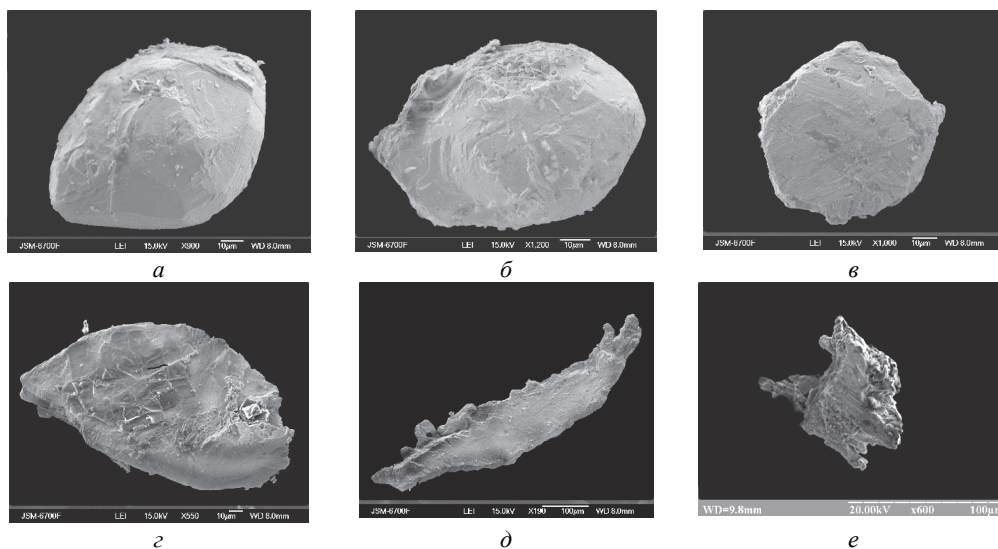 JSM-6700F LEI 15.0kV X900 10µm WD 8.0mm
а
JSM-6700F LEI 15.0kV X1,200 10µm WD 8.0mm
б
JSM-6700F LEI 15.0kV X1,000 10µm WD 8.0mm
в
JSM-6700F LEI 15.0kV X550 10µm WD 8.0mm
г
JSM-6700F LEI 15.0kV X190 100µm WD 8.0mm
д
WD=9.8mm 20.00kV x600 100µm
е